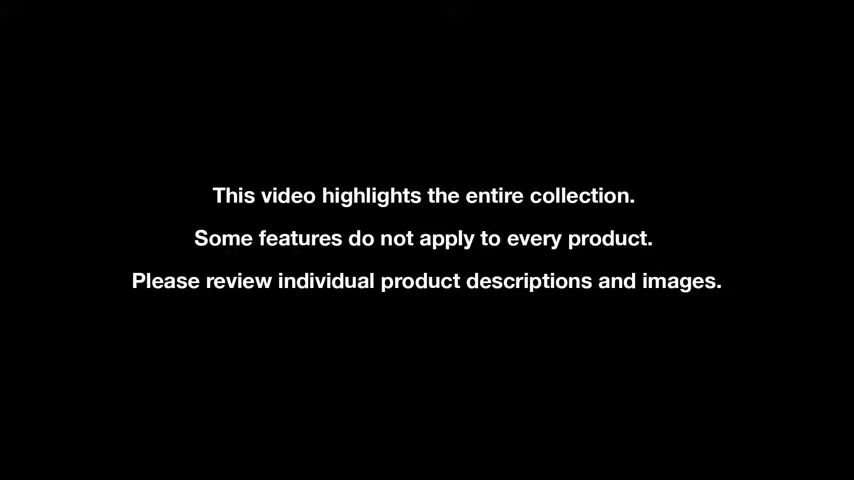 This video highlights the entire collection.
Some features do not apply to every product.
Please review individual product descriptions and images.